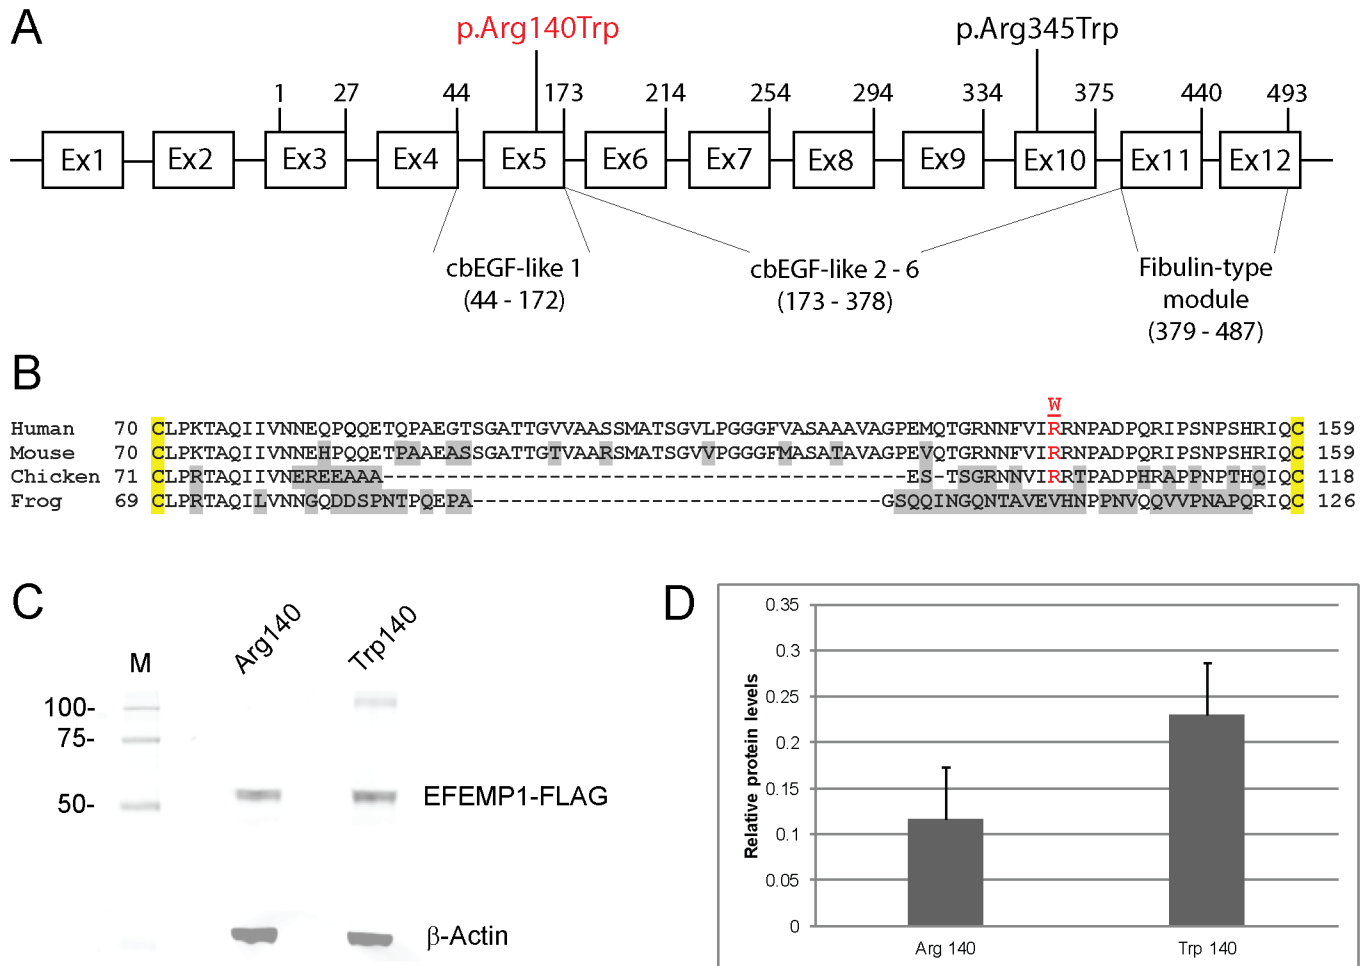 A
p.Arg140Trp p.Arg345Trp
1 27 44 173 214 254 294 334 375 440 493
Ex1 Ex2 Ex3 Ex4 Ex5 Ex6 Ex7 Ex8 Ex9 Ex10 Ex11 Ex12
cbEGF-like 1
(44 - 172)
cbEGF-like 2 - 6
(173 - 378)
Fibulin-type
module
(379 - 487)
B
W
Human 70 CLPKTAQIIVNNEQPQQETQPAEGTSGATTGVVAASSMATSGVLPGGGFVASAAAVAGPEMQTGRNNFVIRRNPADPQRIPSNPSHRIQC 159
Mouse 70 CLPKTAQIIVNNEHPQQETPAAEASSGATTGTVAARSMATSGVVPGGGFMASATAVAGPEVQTGRNNFVIRRNPADPQRIPSNPSHRIQC 159
Chicken 71 CLPRTAQIIVNEREEAAA-----------------------------------------ES-TSGRNNVIRRTPADPHRAPPNPTHQIQC 118
Frog 69 CLPRTAQILVNNGQDDSPNTPQEPA--------------------------------GSQQINGQNTAVEVHNPPNVQQVVPNAPQRIQC 126
C
M Arg140 Trp140
100-
75-
50-
EFEMP1-FLAG
β-Actin
D
Relative protein levels
0.35
0.3
0.25
0.2
0.15
0.1
0.05
0
Arg 140 Trp 140